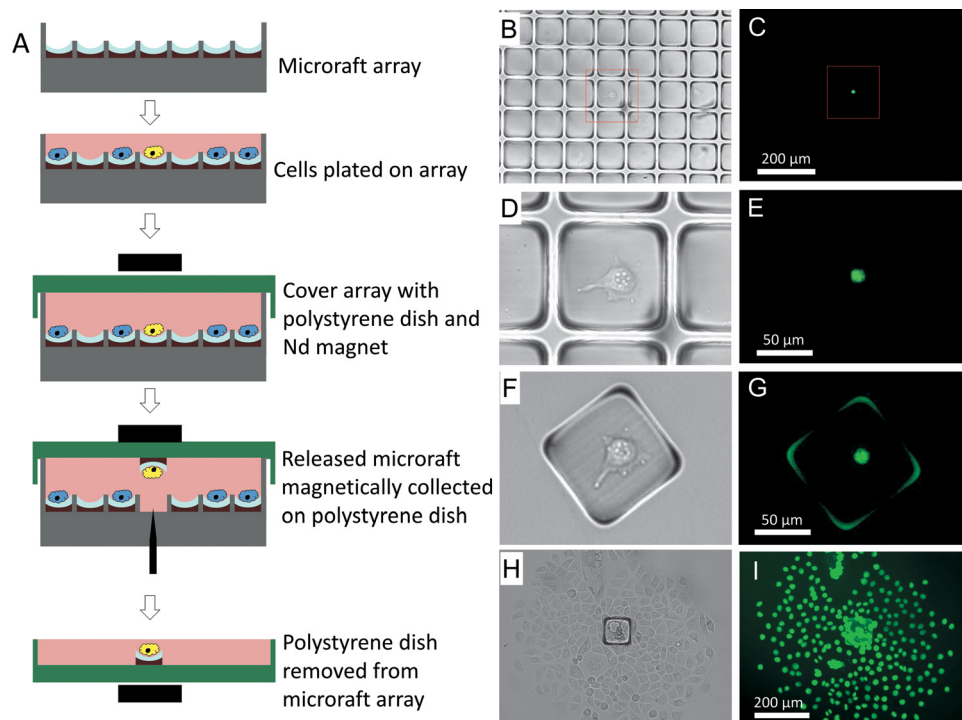 A
Microraft array
Cells plated on array
Cover array with
polystyrene dish and
Nd magnet
Released microraft
magnetically collected
on polystyrene dish
Polystyrene dish
removed from
microraft array
B
C
200 μm
D
E
50 μm
F
G
50 μm
H
I
200 μm